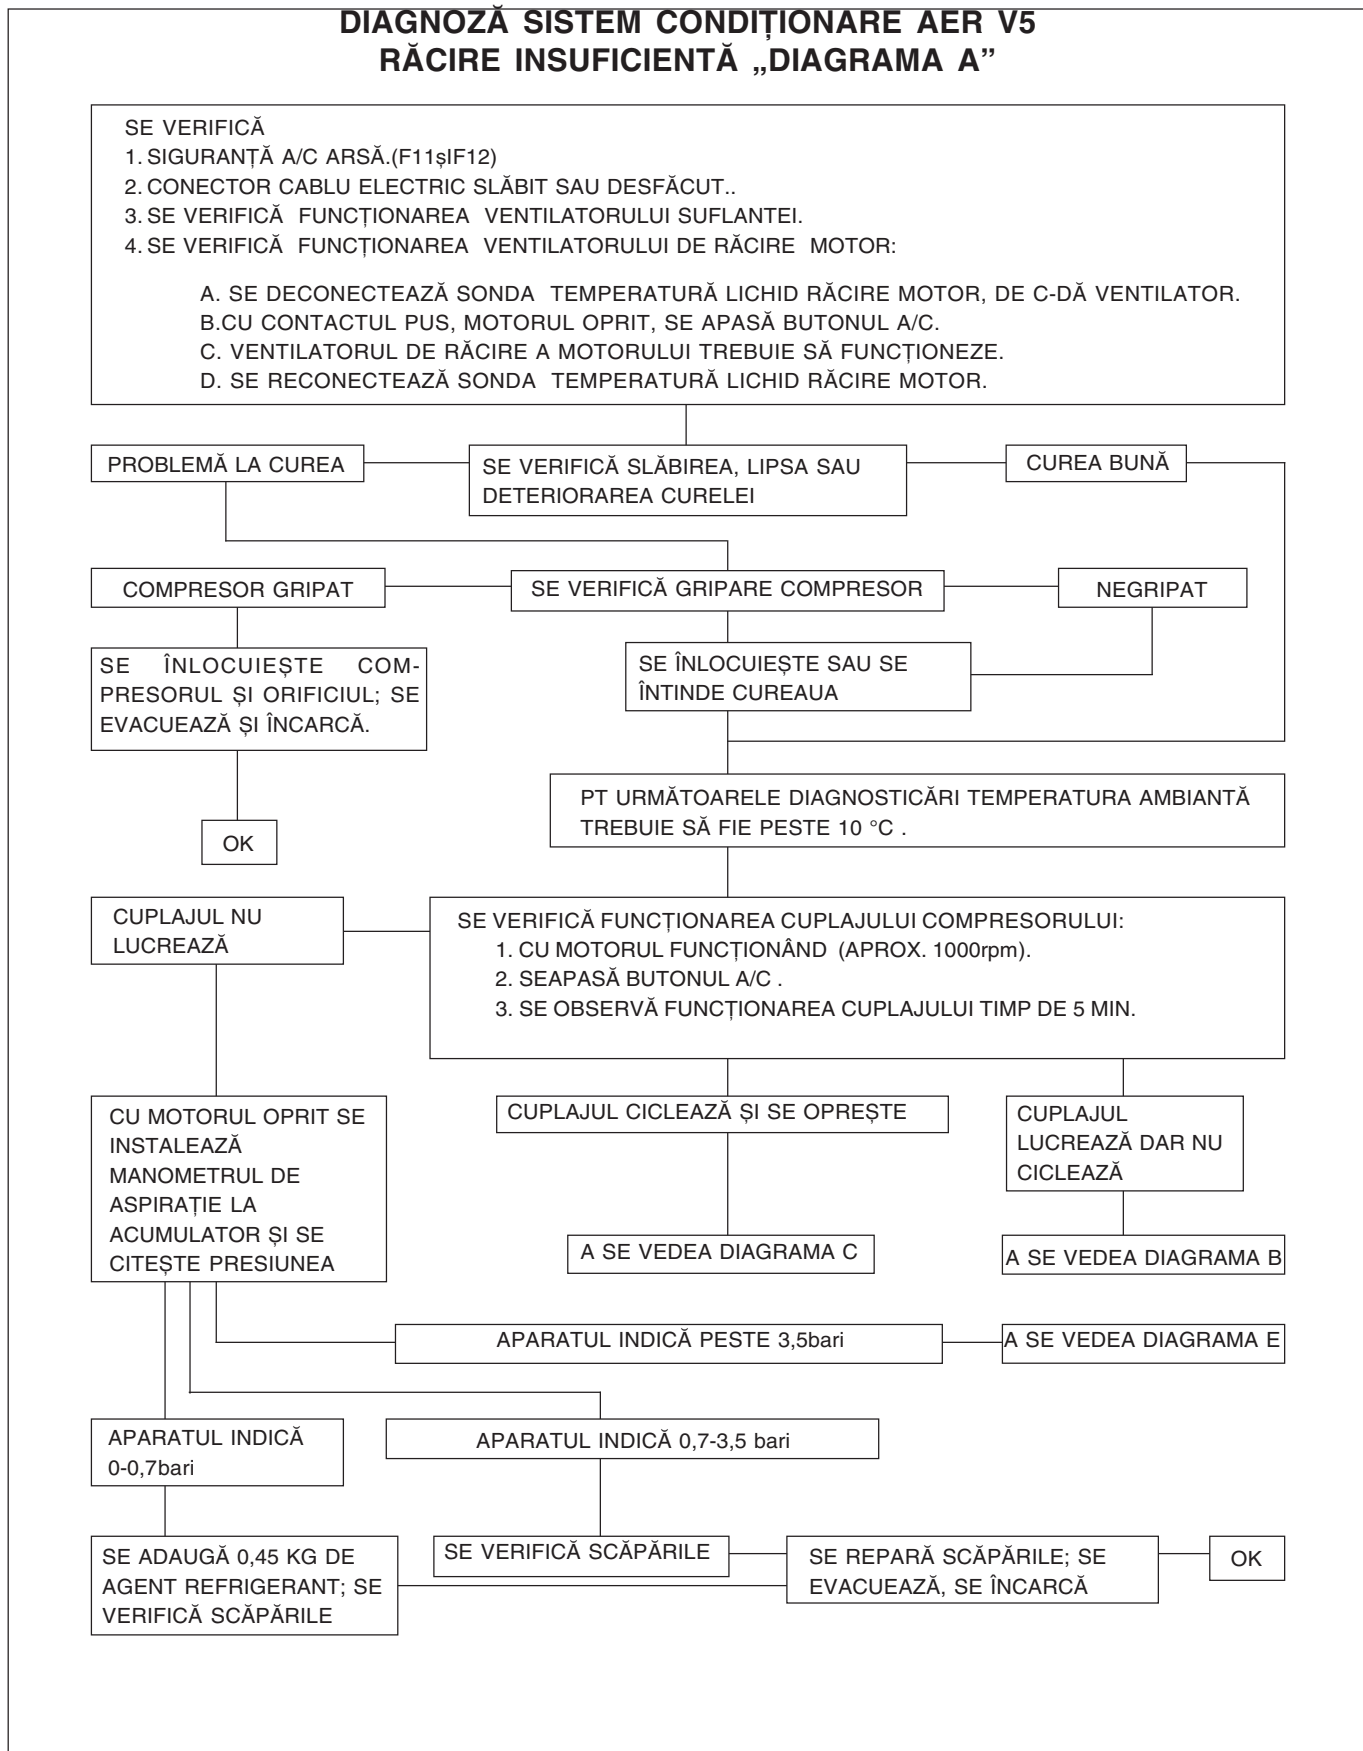 DIAGNOZĂ SISTEM CONDIȚIONARE AER V5
RĂCIRE INSUFICIENTĂ „DIAGRAMA A”
SE VERIFICĂ
1. SIGURANȚĂ A/C ARSĂ.(F11șIF12)
2. CONECTOR CABLU ELECTRIC SLĂBIT SAU DESFĂCUT..
3. SE VERIFICĂ FUNCȚIONAREA VENTILATORULUI SUFLANTEI.
4. SE VERIFICĂ FUNCȚIONAREA VENTILATORULUI DE RĂCIRE MOTOR:
A. SE DECONECTEAZĂ SONDA TEMPERATURĂ LICHID RĂCIRE MOTOR, DE C-DĂ VENTILATOR.
B.CU CONTACTUL PUS, MOTORUL OPRIT, SE APASĂ BUTONUL A/C.
C. VENTILATORUL DE RĂCIRE A MOTORULUI TREBUIE SĂ FUNCȚIONEZE.
D. SE RECONECTEAZĂ SONDA TEMPERATURĂ LICHID RĂCIRE MOTOR.
PROBLEMĂ LA CUREA
SE VERIFICĂ SLĂBIREA, LIPSA SAU
DETERIORAREA CURELEI
CUREA BUNĂ
COMPRESOR GRIPAT
SE VERIFICĂ GRIPARE COMPRESOR
NEGRIPAT
SE ÎNLOCUIEȘTE COM-
PRESORUL ȘI ORIFICIUL; SE
EVACUEAZĂ ȘI ÎNCARCĂ.
SE ÎNLOCUIEȘTE SAU SE
ÎNTINDE CUREAUA
OK
PT URMĂTOARELE DIAGNOSTICĂRI TEMPERATURA AMBIANTĂ
TREBUIE SĂ FIE PESTE 10 °C .
CUPLAJUL NU
LUCREAZĂ
SE VERIFICĂ FUNCȚIONAREA CUPLAJULUI COMPRESORULUI:
1. CU MOTORUL FUNCȚIONÂND (APROX. 1000rpm).
2. SEAPASĂ BUTONUL A/C .
3. SE OBSERVĂ FUNCȚIONAREA CUPLAJULUI TIMP DE 5 MIN.
CU MOTORUL OPRIT SE
INSTALEAZĂ
MANOMETRUL DE
ASPIRAȚIE LA
ACUMULATOR ȘI SE
CITEȘTE PRESIUNEA
CUPLAJUL CICLEAZĂ ȘI SE OPREȘTE
CUPLAJUL
LUCREAZĂ DAR NU
CICLEAZĂ
A SE VEDEA DIAGRAMA C
A SE VEDEA DIAGRAMA B
APARATUL INDICĂ PESTE 3,5bari
A SE VEDEA DIAGRAMA E
APARATUL INDICĂ
0-0,7bari
APARATUL INDICĂ 0,7-3,5 bari
SE ADAUGĂ 0,45 KG DE
AGENT REFRIGERANT; SE
VERIFICĂ SCĂPĂRILE
SE VERIFICĂ SCĂPĂRILE
SE REPARĂ SCĂPĂRILE; SE
EVACUEAZĂ, SE ÎNCARCĂ
OK